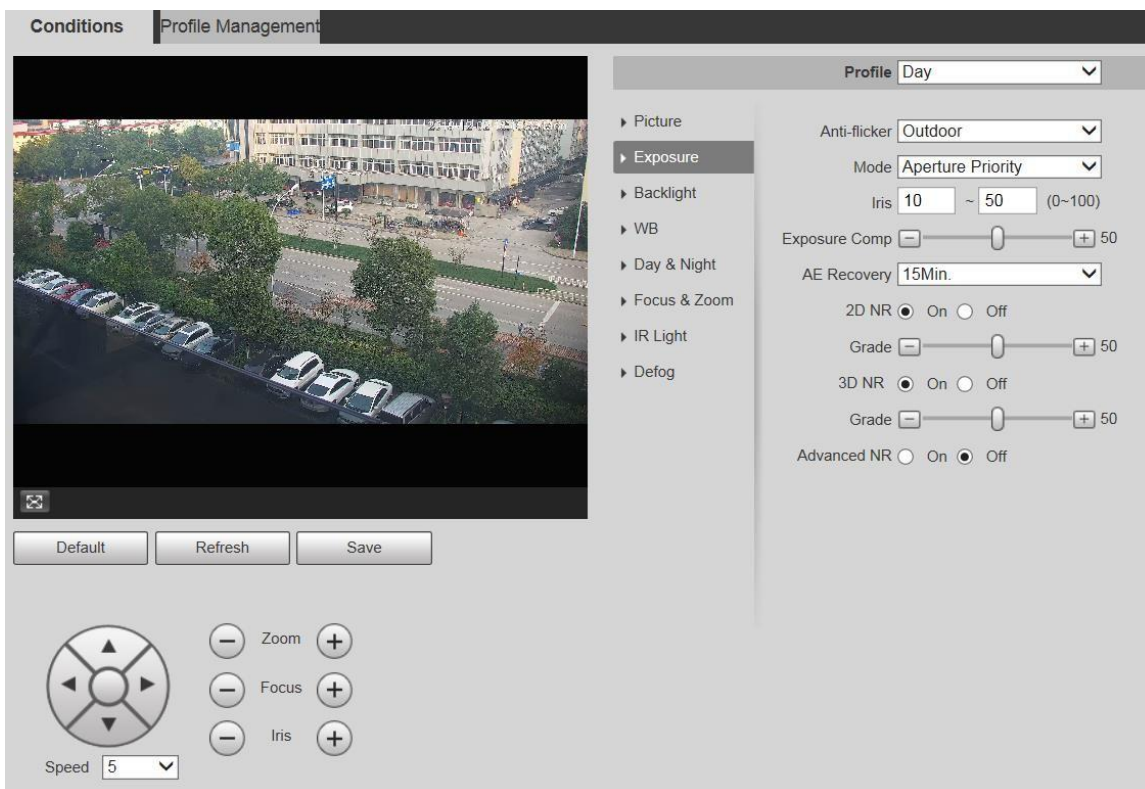 Conditions
Profile Management
Profile Day
Picture
Exposure
Backlight
WB
Day & Night
Focus & Zoom
IR Light
Defog
Anti-flicker Outdoor
Mode Aperture Priority
Iris 10 ~ 50 (0~100)
Exposure Comp 50
AE Recovery 15Min.
2D NR On Off
Grade 50
3D NR On Off
Grade 50
Advanced NR On Off
Default
Refresh
Save
Zoom
Focus
Iris
Speed 5